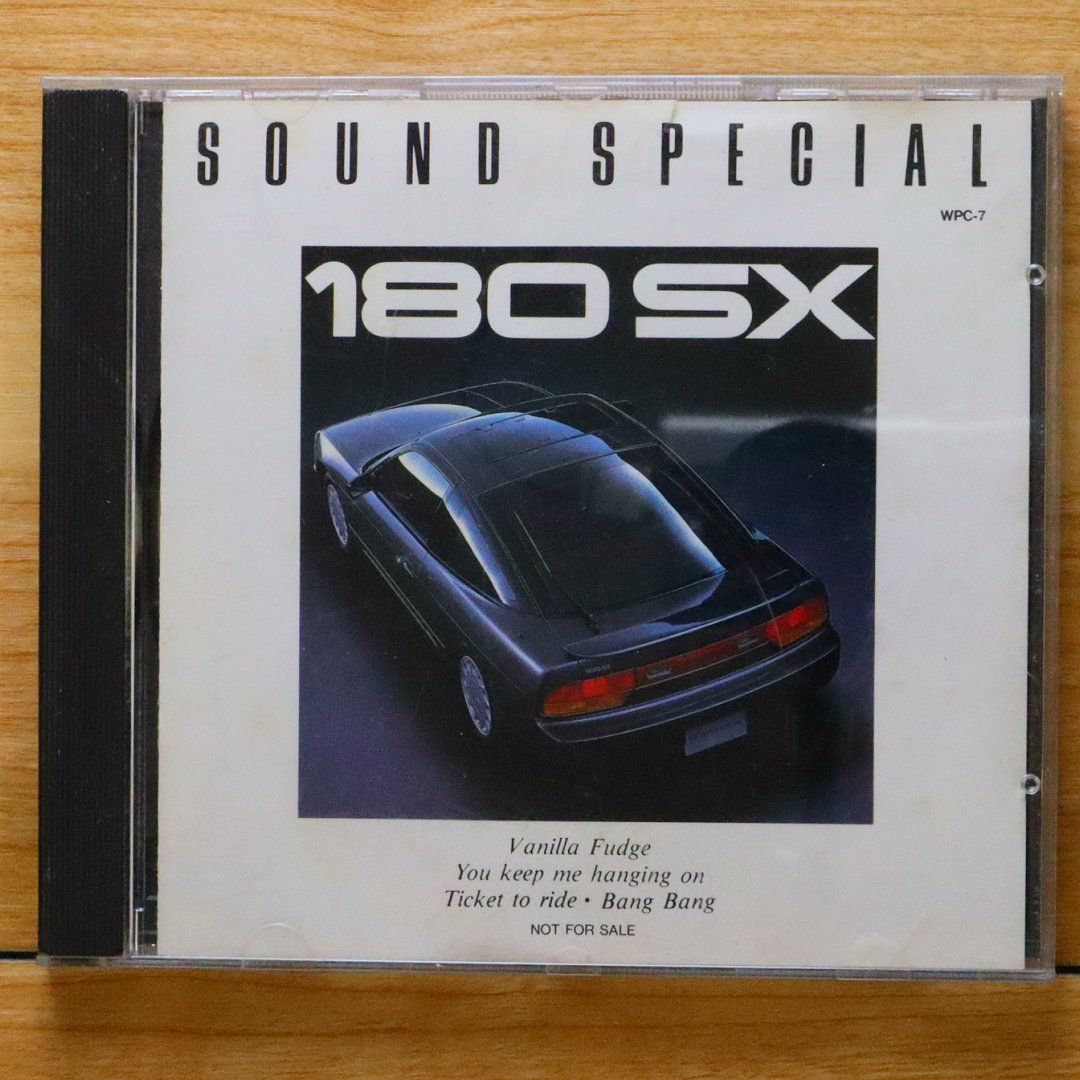 SOUND SPECIAL
WPC-7
180SX
NISSAN
Vanilla Fudge
You keep me hanging on
Ticket to ride • Bang Bang
NOT FOR SALE